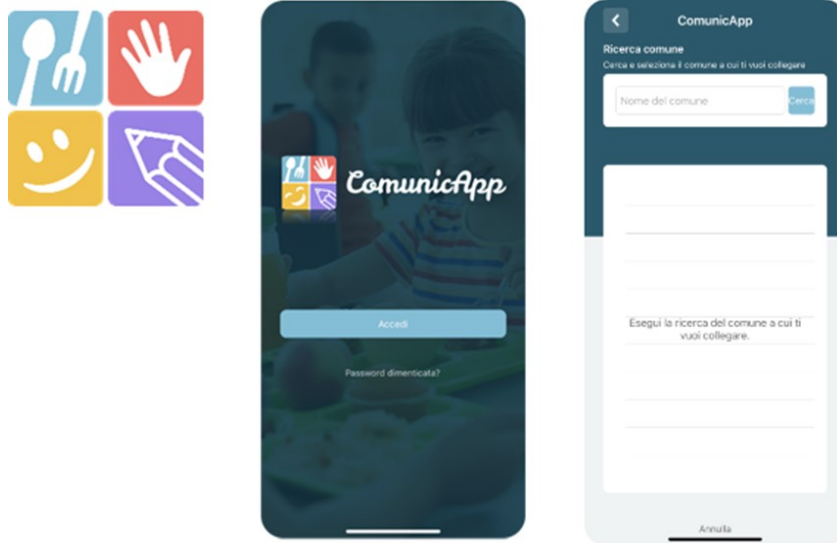 ComunicApp
Accedi
Password dimenticata?
ComunicApp
Ricerca comune
Cerca e seleziona il comune a cui ti vuoi collegare
Nome del comune
Cerca
Esegui la ricerca del comune a cui ti
vuoi collegare.
Annulla